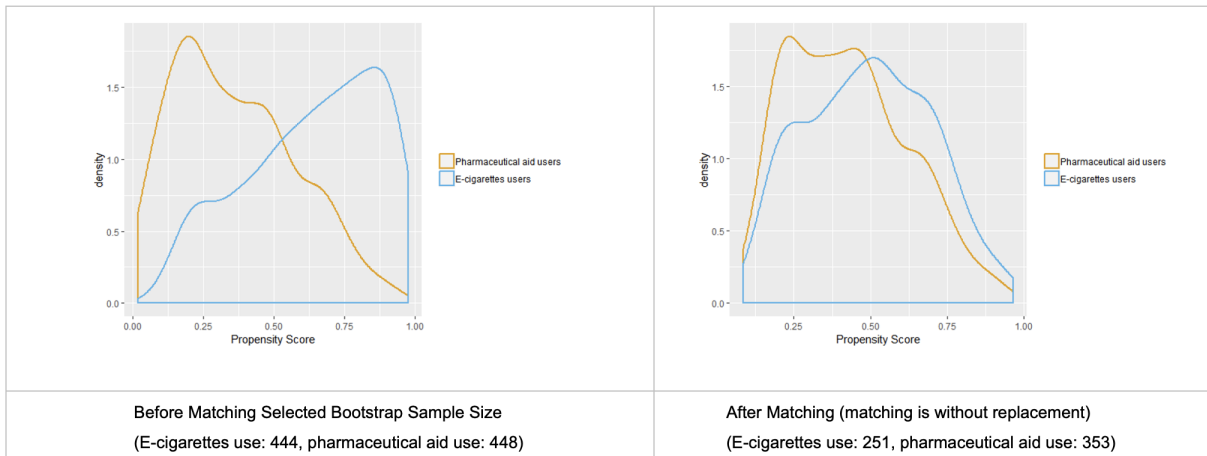 density
1.5
1.0
0.5
0.0
0.00 0.25 0.50 0.75 1.00
Propensity Score
Pharmaceutical aid users
E-cigarettes users
density
1.5
1.0
0.5
0.0
0.25 0.50 0.75 1.00
Propensity Score
Pharmaceutical aid users
E-cigarettes users
Before Matching Selected Bootstrap Sample Size
(E-cigarettes use: 444, pharmaceutical aid use: 448)
After Matching (matching is without replacement)
(E-cigarettes use: 251, pharmaceutical aid use: 353)